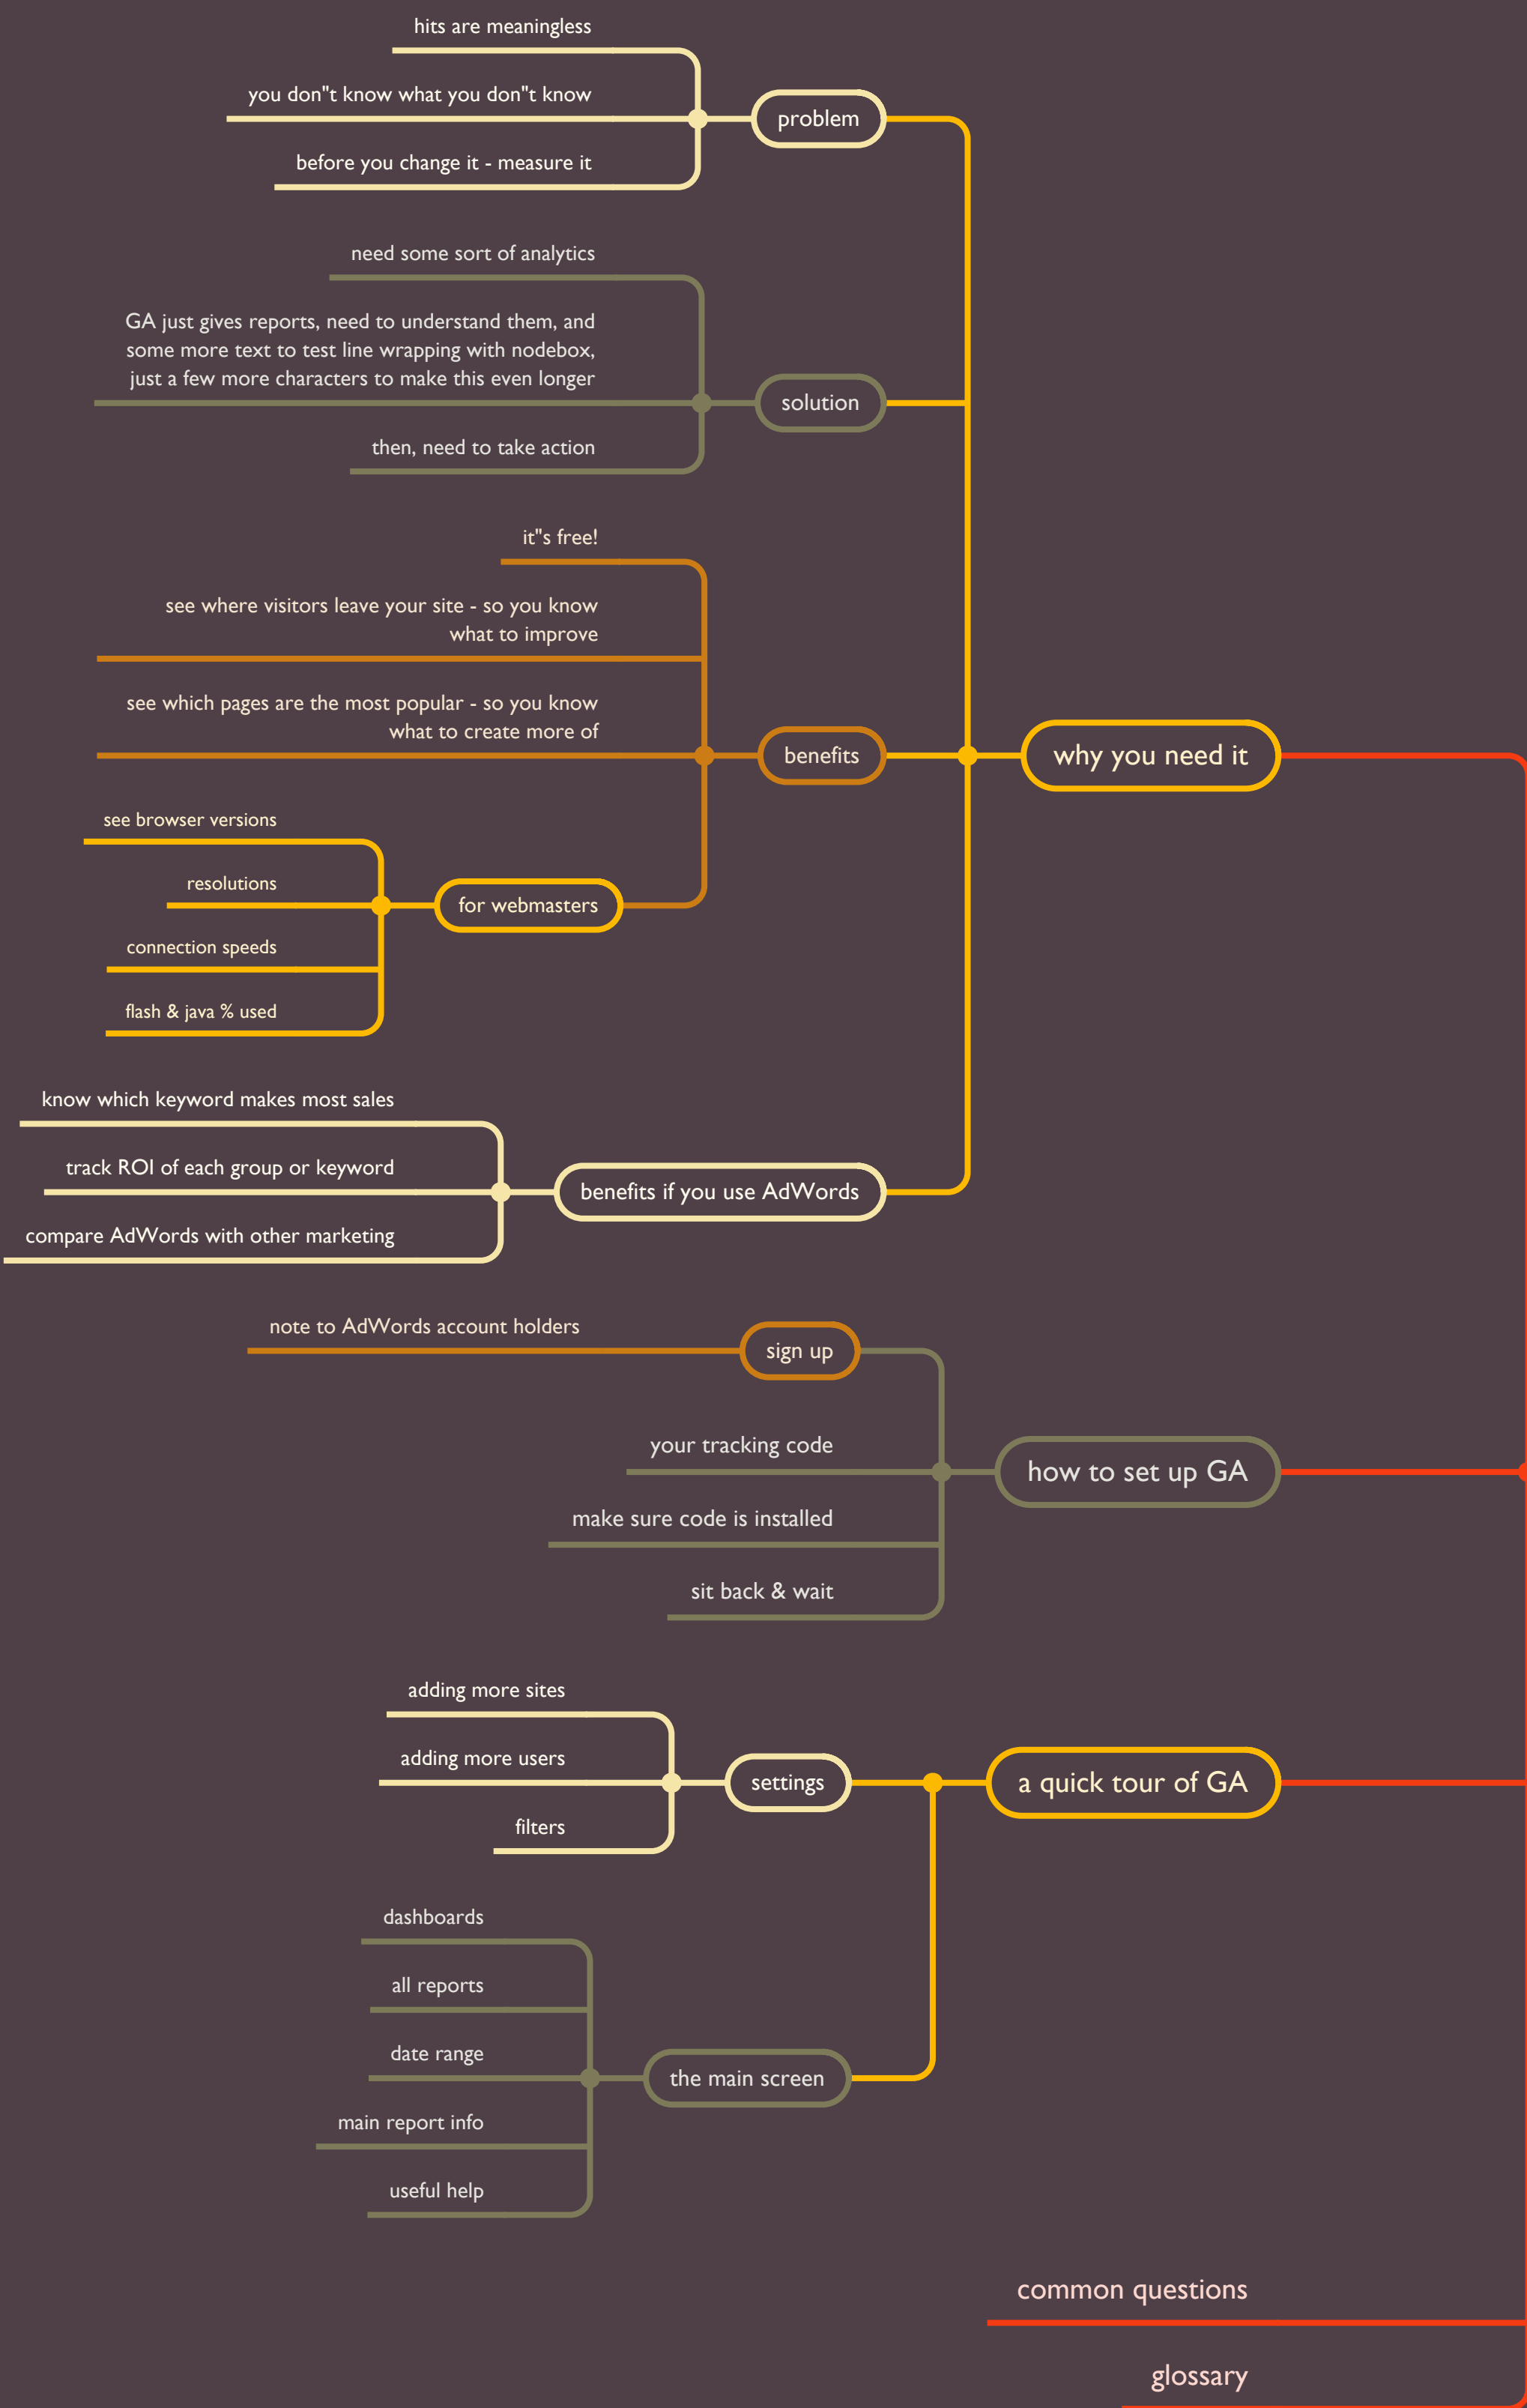 hits are meaningless
you don"t know what you don"t know
before you change it - measure it
problem
need some sort of analytics
GA just gives reports, need to understand them, and
some more text to test line wrapping with nodebox,
just a few more characters to make this even longer
then, need to take action
solution
it"s free!
see where visitors leave your site - so you know
what to improve
see which pages are the most popular - so you know
what to create more of
benefits
why you need it
see browser versions
resolutions
connection speeds
flash & java % used
for webmasters
know which keyword makes most sales
track ROI of each group or keyword
compare AdWords with other marketing
benefits if you use AdWords
note to AdWords account holders
sign up
your tracking code
make sure code is installed
sit back & wait
how to set up GA
adding more sites
adding more users
filters
settings
a quick tour of GA
dashboards
all reports
date range
main report info
useful help
the main screen
common questions
glossary